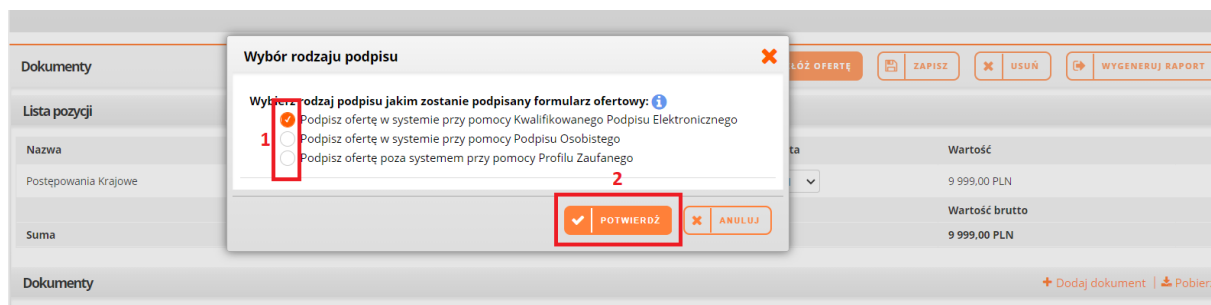 Wybór rodzaju podpisu
Dokumenty
ŁÓŻ OFERTĘ ZAPISZ USUŃ WYGENERUJ RAPORT
Wybierz rodzaj podpisu jakim zostanie podpisany formularz ofertowy:
Lista pozycji
Podpisz ofertę w systemie przy pomocy Kwalifikowanego Podpisu Elektronicznego
1
Podpisz ofertę w systemie przy pomocy Podpisu Osobistego
Nazwa ta Wartość
Podpisz ofertę poza systemem przy pomocy Profilu Zaufanego
2
Postępowania Krajowe 9 999,00 PLN
Wartość brutto
POTWIERDŹ ANULUJ
Suma 9 999,00 PLN
Dokumenty + Dodaj dokument | Pobierz